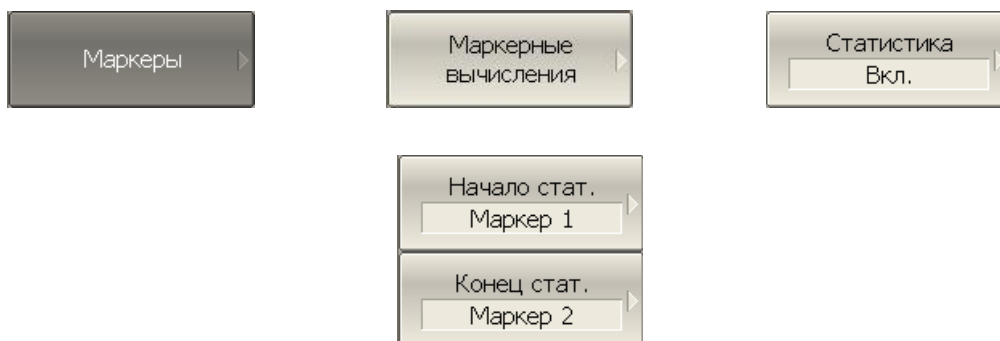 Маркеры
Маркерные
вычисления
Статистика
Вкл.
Начало стат.
Маркер 1
Конец стат.
Маркер 2